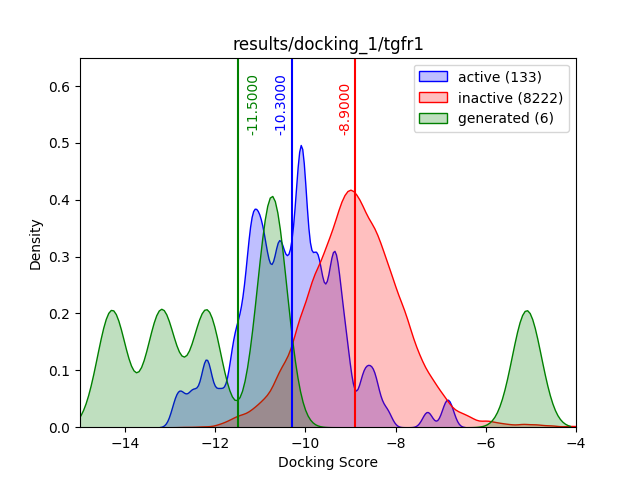 results/docking_1/tgfr1
active (133)
inactive (8222)
generated (6)
-11.5000
-10.3000
-8.9000
Density
0.6
0.5
0.4
0.3
0.2
0.1
0.0
−14
−12
−10
−8
−6
−4
Docking Score